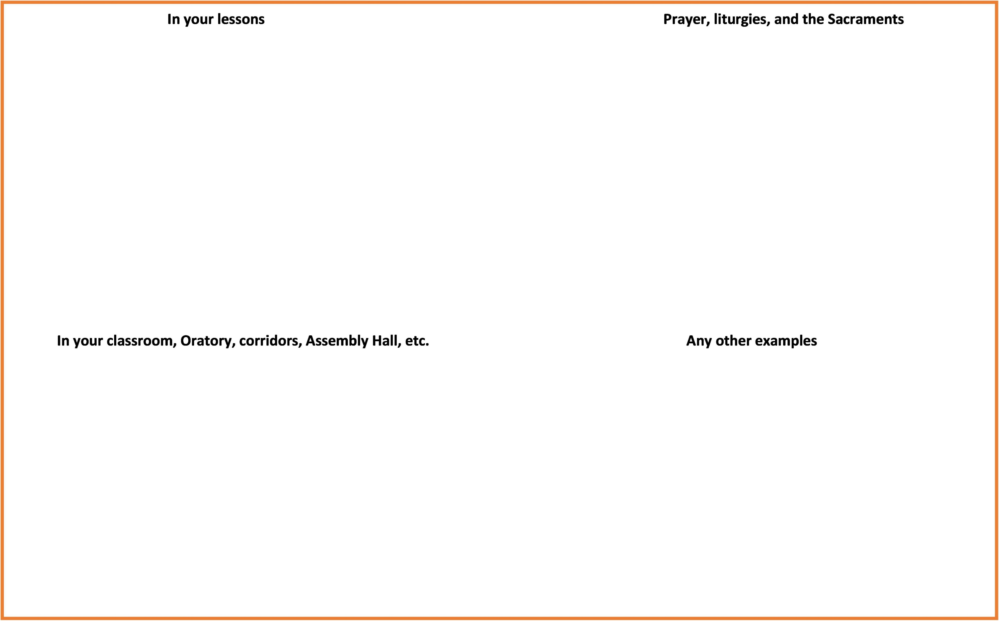 In your lessons
Prayer, liturgies, and the Sacraments
In your classroom, Oratory, corridors, Assembly Hall, etc.
Any other examples